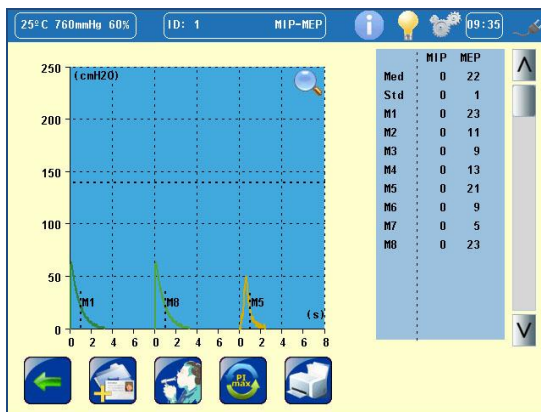 25ºC 760mmHg 60% ID: 1 MIP-MEP i 09:35
(cmH2O)
250
200
150
100
50
0
M1 M8 M5
(s)
0 2 4 6 0 2 4 6 0 2 4 6 8
MIP MEP
Med 0 22
Std 0 1
M1 0 23
M2 0 11
M3 0 9
M4 0 13
M5 0 21
M6 0 9
M7 0 5
M8 0 23
PI max